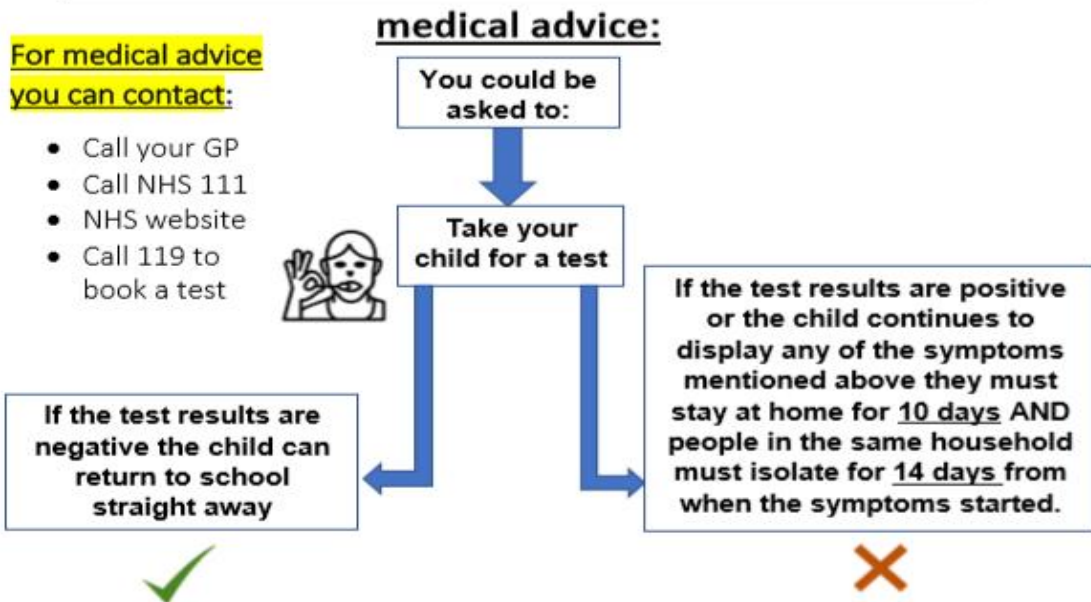 medical advice:
For medical advice
you can contact:
• Call your GP
• Call NHS 111
• NHS website
• Call 119 to
book a test
You could be
asked to:
Take your
child for a test
If the test results are
negative the child can
return to school
straight away
If the test results are positive
or the child continues to
display any of the symptoms
mentioned above they must
stay at home for 10 days AND
people in the same household
must isolate for 14 days from
when the symptoms started.